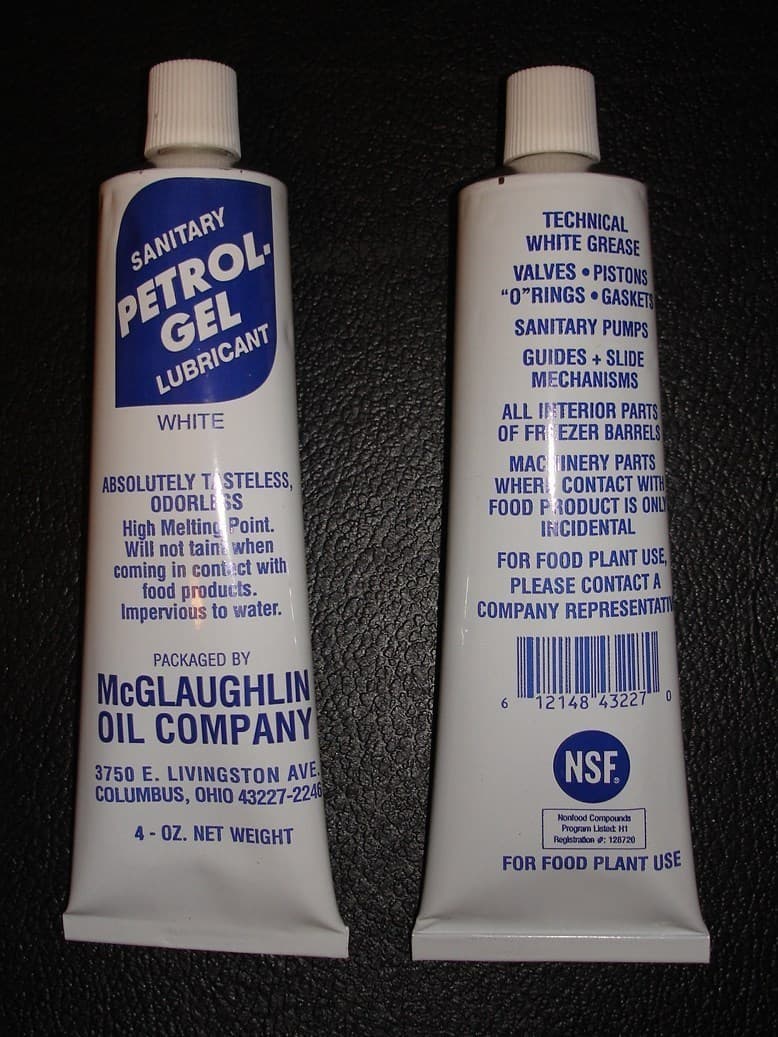 SANITARY
PETROL-
GEL
LUBRICANT
WHITE
ABSOLUTELY TASTELESS,
ODORLESS
High Melting Point.
Will not taint when
coming in contact with
food products.
Impervious to water.
PACKAGED BY
McGLAUGHLIN
OIL COMPANY
3750 E. LIVINGSTON AVE.
COLUMBUS, OHIO 43227-2246
4 - OZ. NET WEIGHT
TECHNICAL
WHITE GREASE
VALVES • PISTONS
"O"RINGS • GASKETS
SANITARY PUMPS
GUIDES + SLIDE
MECHANISMS
ALL INTERIOR PARTS
OF FREEZER BARRELS
MACHINERY PARTS
WHERE CONTACT WITH
FOOD PRODUCT IS ONLY
INCIDENTAL
FOR FOOD PLANT USE,
PLEASE CONTACT A
COMPANY REPRESENTATIV
6 12148 43227 0
NSF®
Nonfood Compounds
Program Listed: H1
Registration #: 126720
FOR FOOD PLANT USE